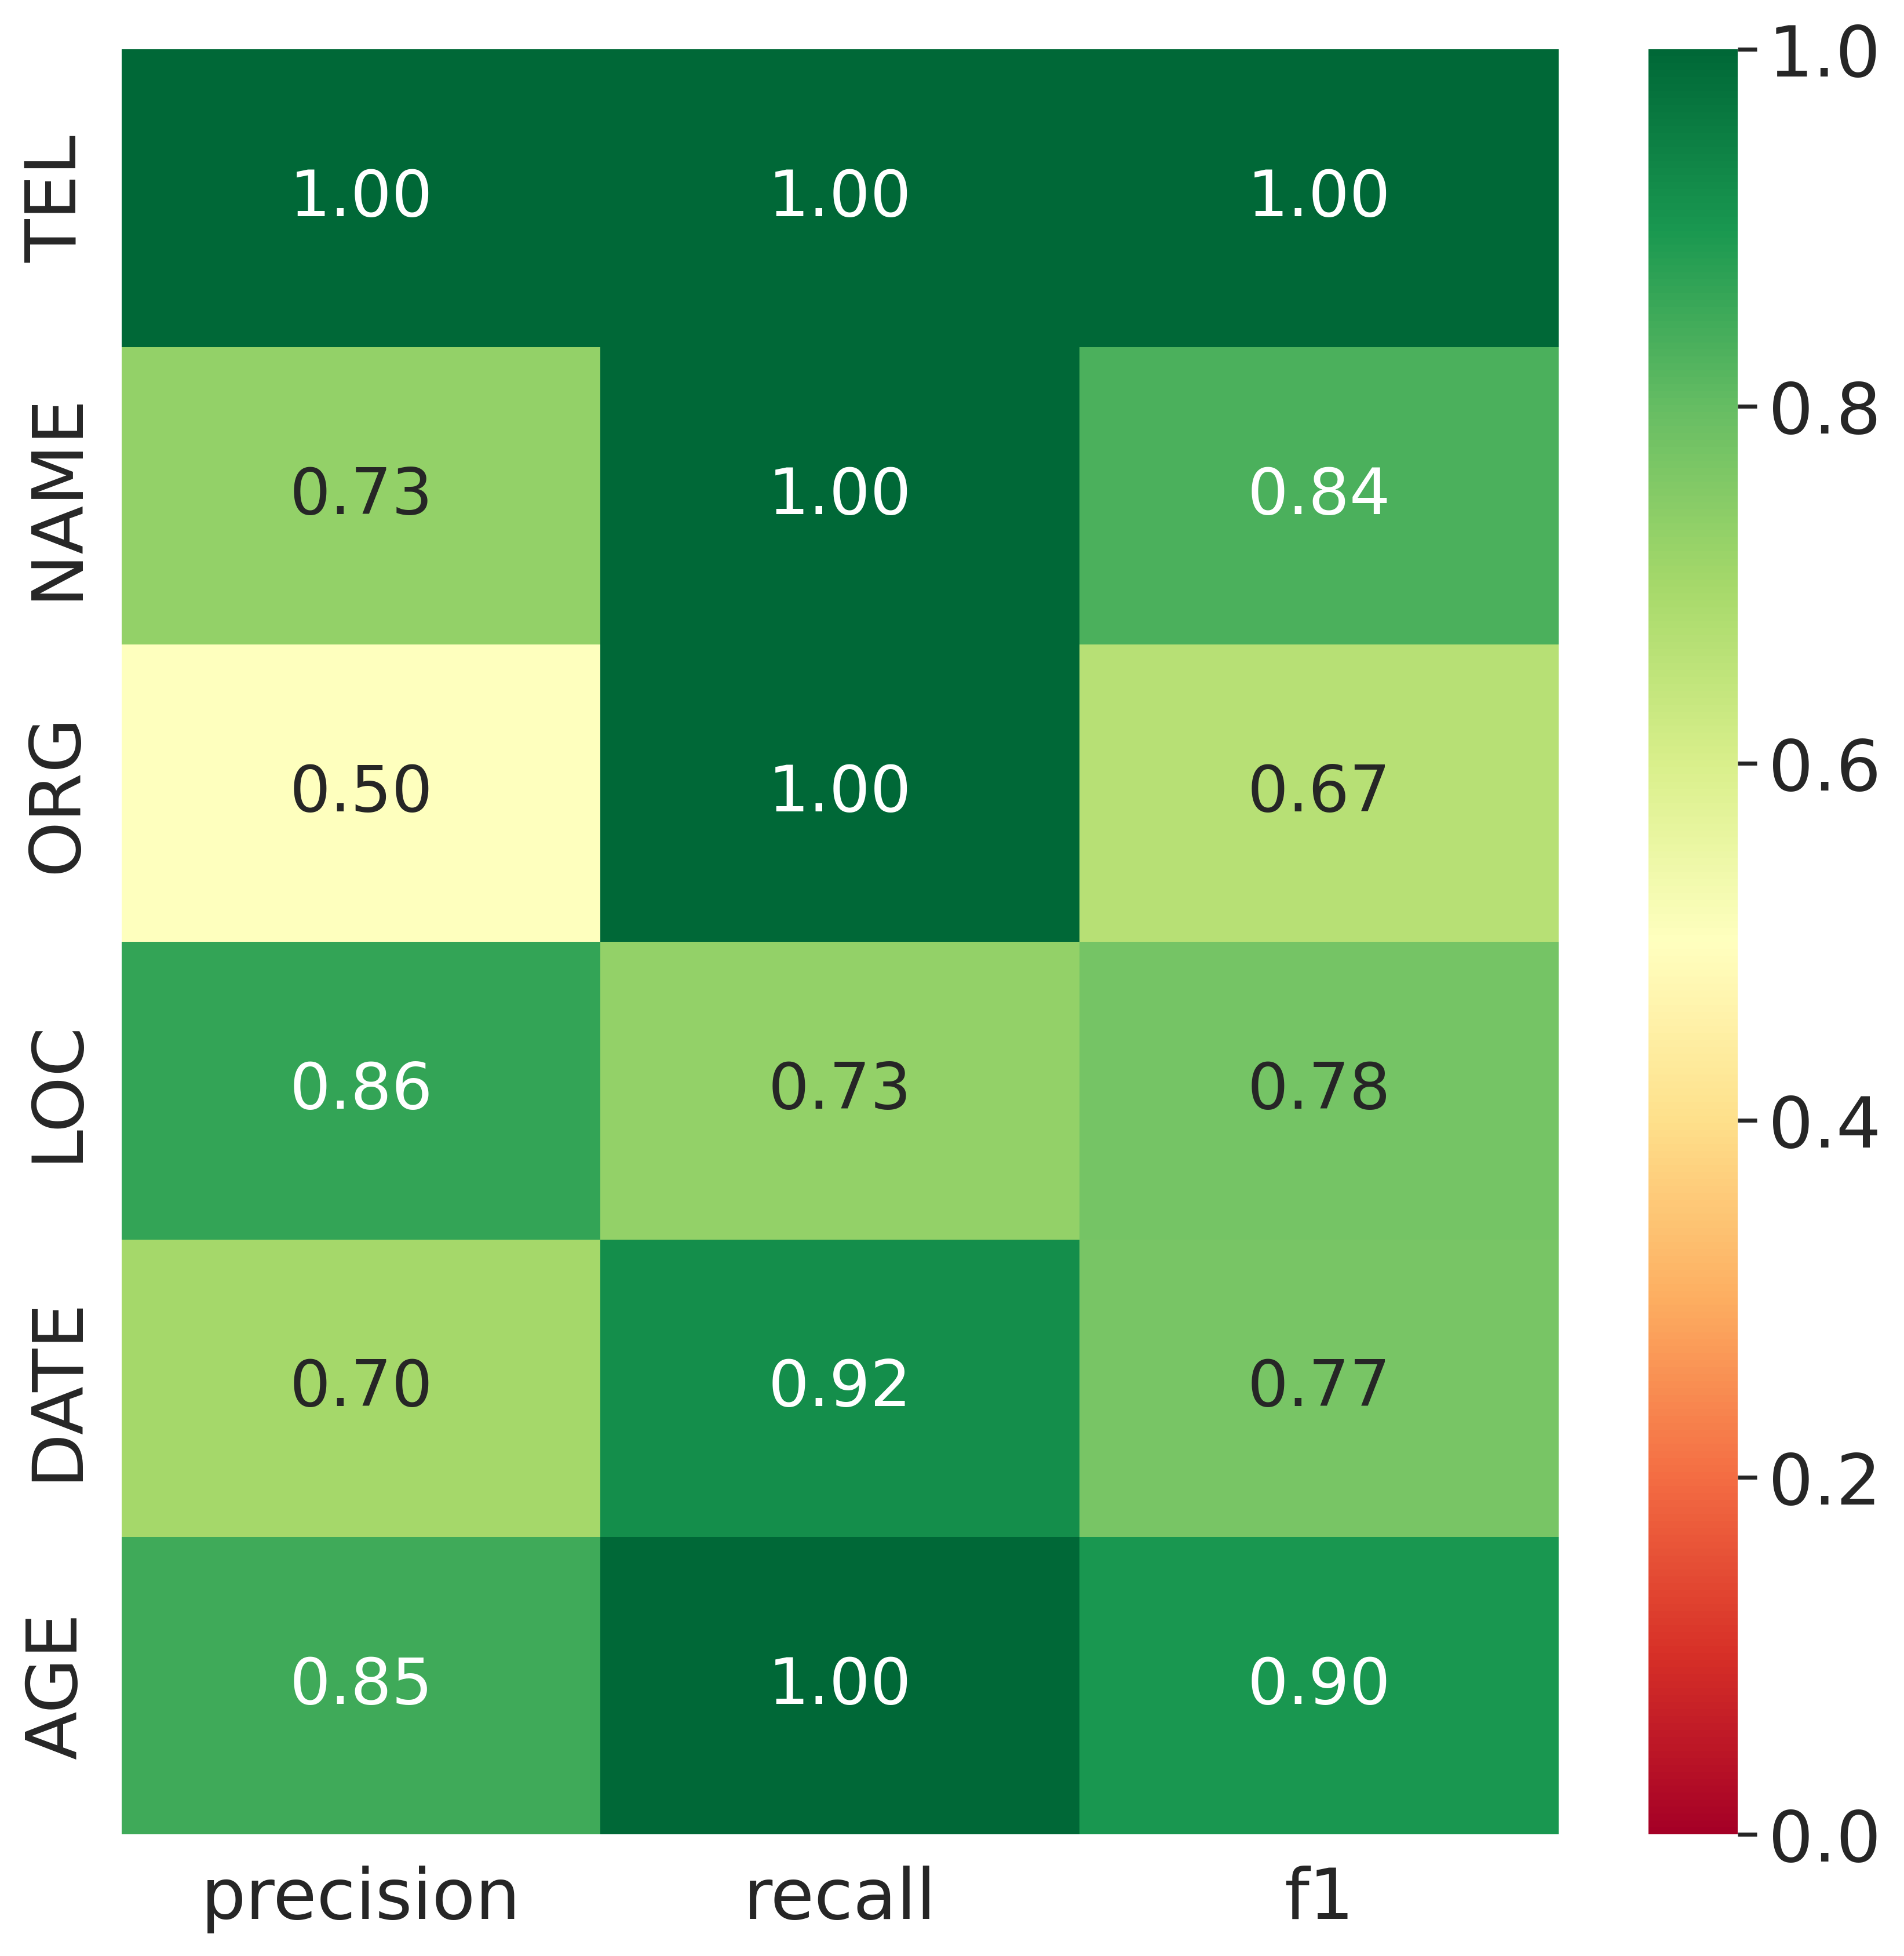 TEL 1.00 1.00 1.00
NAME 0.73 1.00 0.84
ORG 0.50 1.00 0.67
LOC 0.86 0.73 0.78
DATE 0.70 0.92 0.77
AGE 0.85 1.00 0.90
precision recall f1
1.0
0.8
0.6
0.4
0.2
0.0